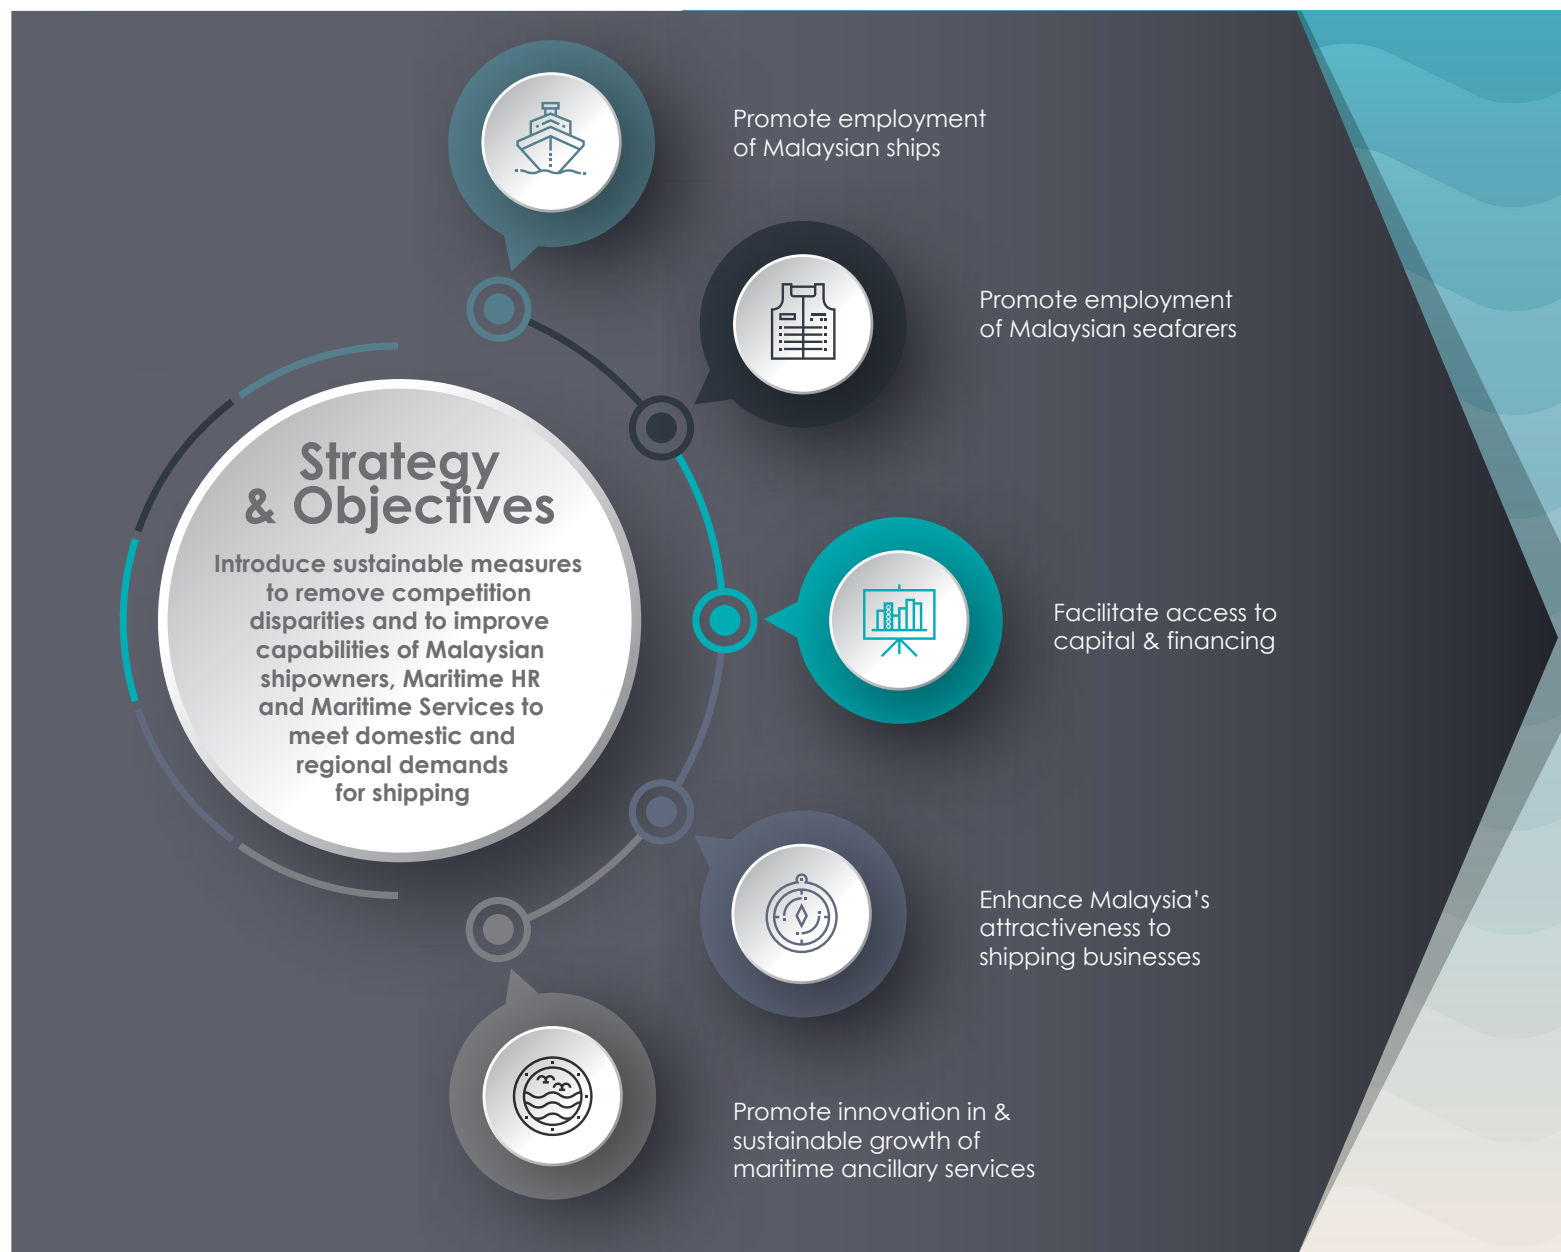 Strategy
& Objectives
Introduce sustainable measures
to remove competition
disparities and to improve
capabilities of Malaysian
shipowners, Maritime HR
and Maritime Services to
meet domestic and
regional demands
for shipping
Promote employment
of Malaysian ships
Promote employment
of Malaysian seafarers
Facilitate access to
capital & financing
Enhance Malaysia’s
attractiveness to
shipping businesses
Promote innovation in &
sustainable growth of
maritime ancillary services